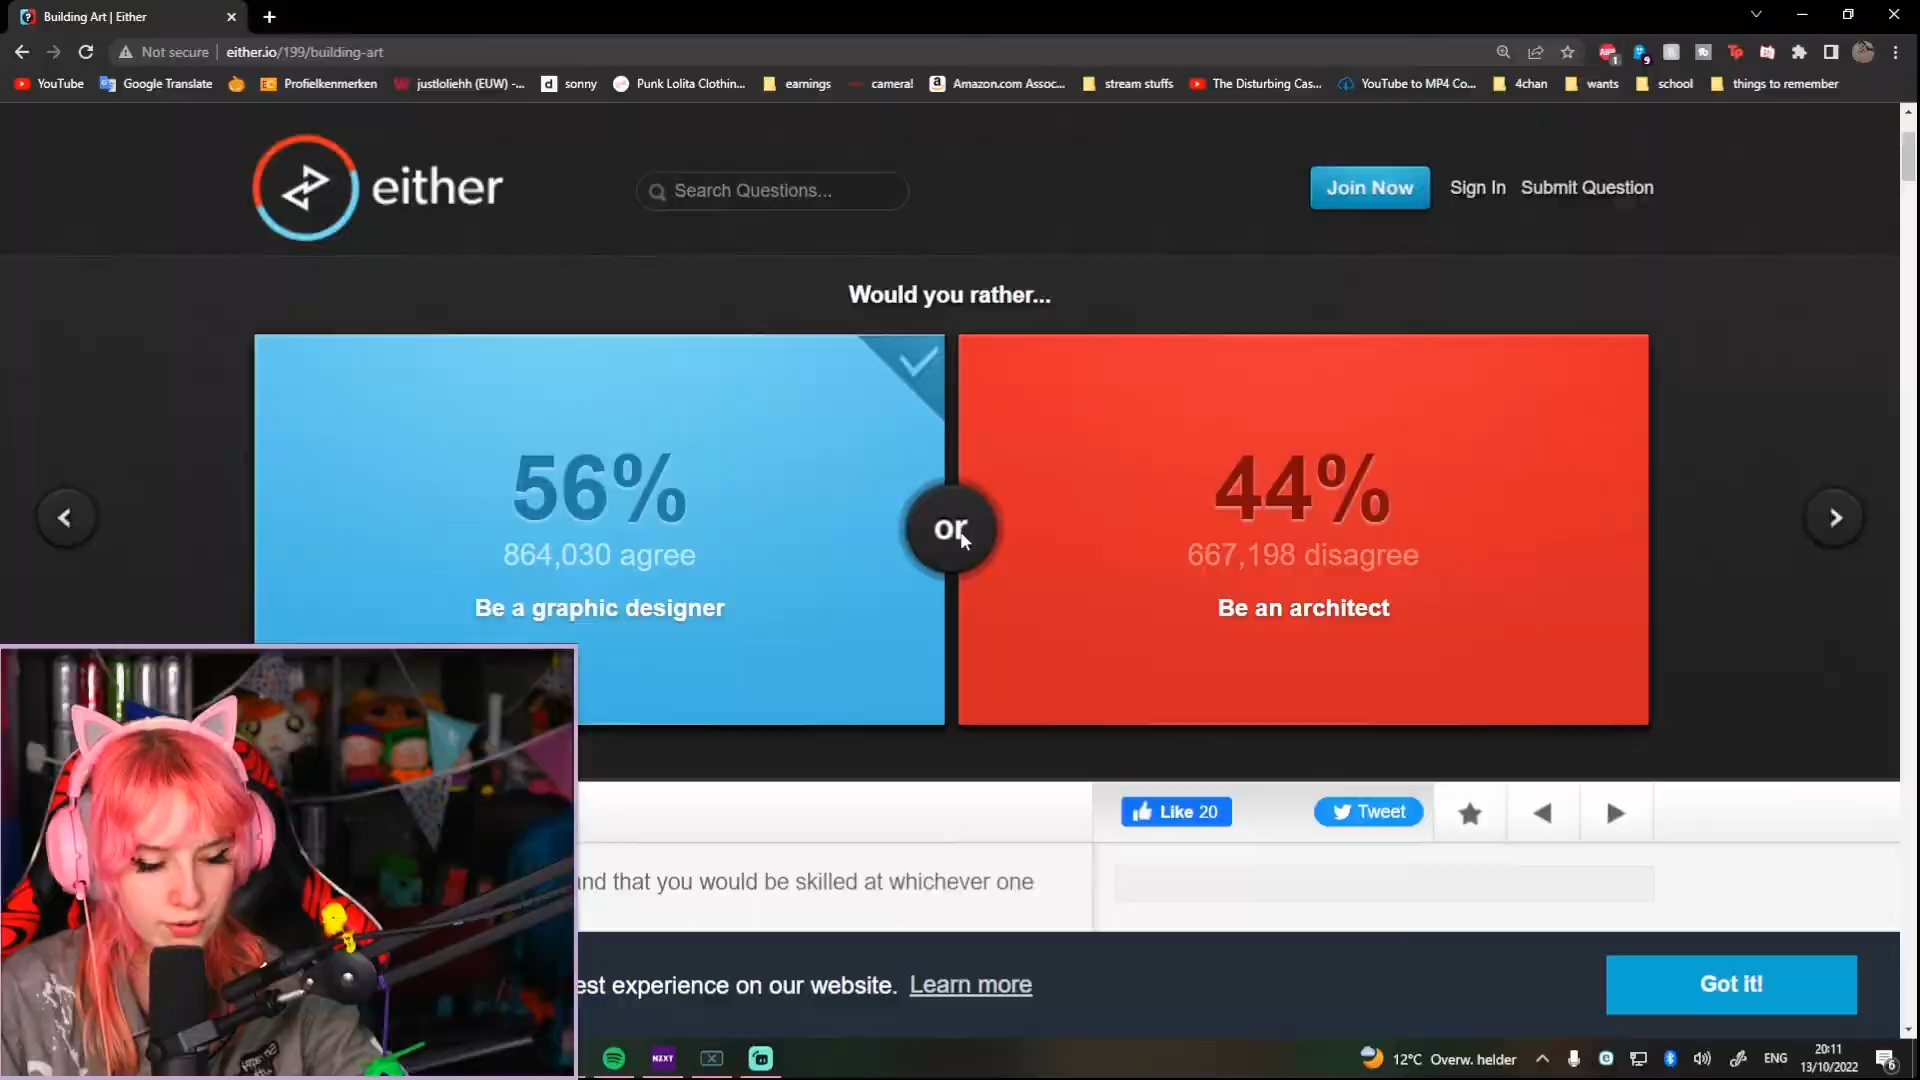 Building Art | Either
Not secure
either.io/199/building-art
1
9
YouTube
Google Translate
Profielkenmerken
justloliehh (EUW) -...
sonny
Punk Lolita Clothin...
earnings
camera!
Amazon.com Assoc...
stream stuffs
The Disturbing Cas...
YouTube to MP4 Co...
4chan
wants
school
things to remember
either
Search Questions...
Join Now
Sign In
Submit Question
Would you rather...
56%
864,030 agree
Be a graphic designer
or
44%
667,198 disagree
Be an architect
Like 20
Tweet
nd that you would be skilled at whichever one
est experience on our website. Learn more
Got it!
NZXT
12°C Overw. helder
ENG
20:11
13/10/2022
6